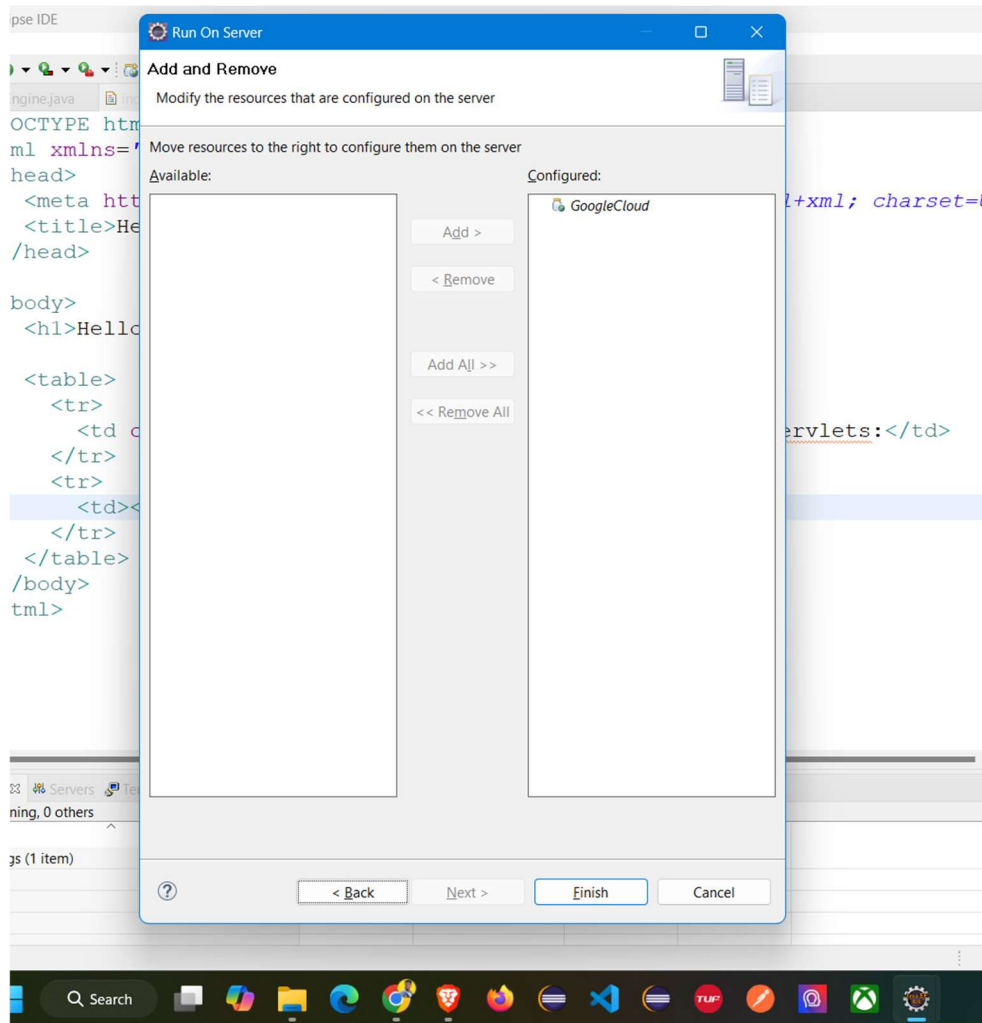 pse IDE
Run On Server
Add and Remove
Modify the resources that are configured on the server
ngine.java
OCTYPE htm
ml xmlns="
head>
<meta htt
l+xml; charset=
<title>He
/head>
body>
<h1>Hello
<table>
<tr>
<td c
ervlets:</td>
</tr>
<tr>
<td><
</tr>
</table>
/body>
tml>
Move resources to the right to configure them on the server
Available:
Configured:
GoogleCloud
Add >
< Remove
Add All >>
<< Remove All
Servers
Te
ning, 0 others
gs (1 item)
< Back
Next >
Finish
Cancel
Search
TUF